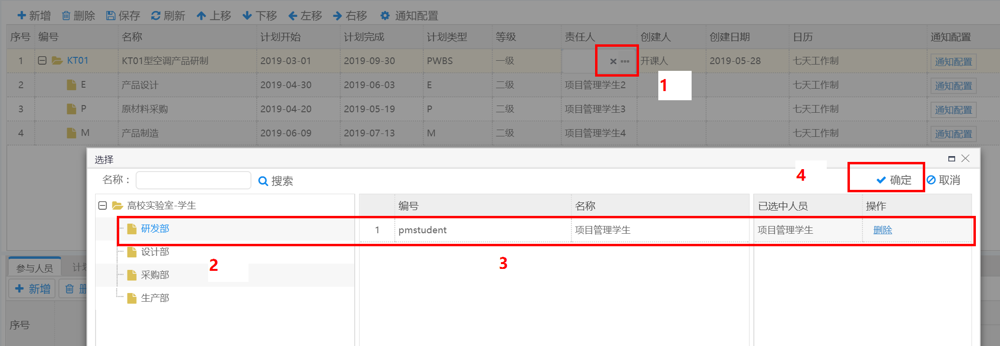 新增 删除 保存 刷新 上移 下移 左移 右移 通知配置
序号 编号 名称 计划开始 计划完成 计划类型 等级 责任人 创建人 创建日期 日历 通知配置
1 KT01 KT01型空调产品研制 2019-03-01 2019-09-30 PWBS 一级 开课人 2019-05-28 七天工作制 通知配置
1
2 E 产品设计 2019-04-30 2019-06-03 E 二级 项目管理学生2 七天工作制 通知配置
3 P 原材料采购 2019-04-20 2019-05-19 P 二级 项目管理学生3 七天工作制 通知配置
4 M 产品制造 2019-06-09 2019-07-13 M 二级 项目管理学生4 七天工作制 通知配置
选择
名称： 搜索 4 确定 取消
高校实验室-学生 编号 名称 已选中人员 操作
研发部 1 pmstudent 项目管理学生 项目管理学生 删除
设计部
2 3
采购部
生产部
参与人员 计
新增
序号